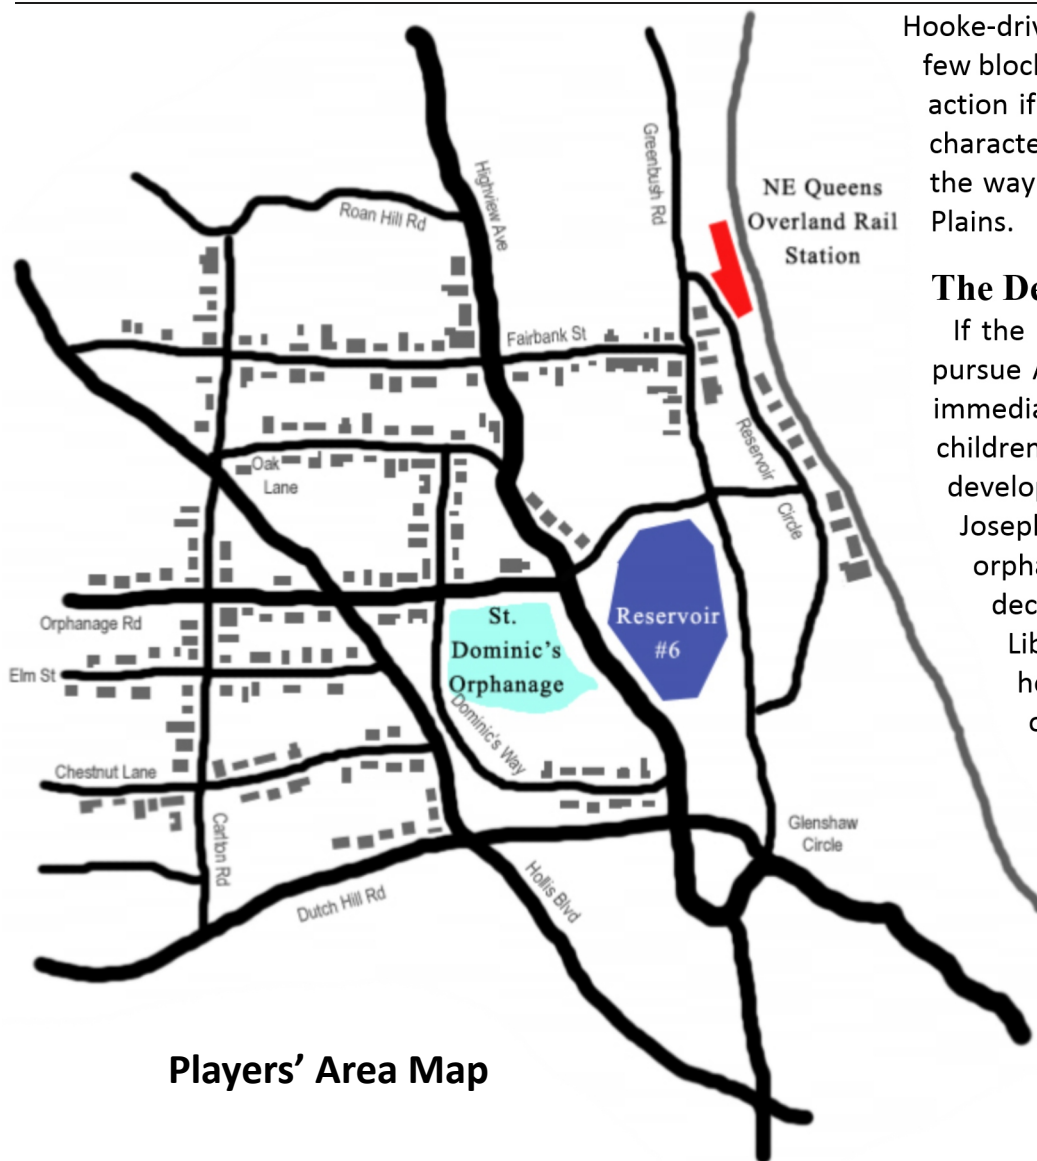 Hooke-driv
few bloc
action if
characte
the way
Plains.
The De
If the
pursue
immedia
children
develop
Joseph
orpha
dec
Lib
he
NE Queens
Overland Rail
Station
Greenbush Rd
Highview Ave
Roan Hill Rd
Fairbank St
Reservoir
Circle
Oak
Lane
Orphanage Rd
St.
Dominic's
Orphanage
Reservoir
#6
Elm St
Dominic's Way
Chestnut Lane
Carlton Rd
Glenshaw
Circle
Hollis Blvd
Dutch Hill Rd
Players' Area Map